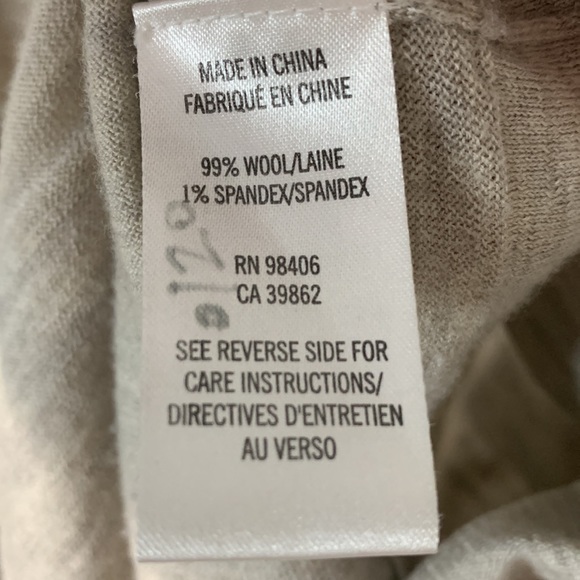 MADE IN CHINA
FABRIQUÉ EN CHINE
99% WOOL/LAINE
1% SPANDEX/SPANDEX
RN 98406
CA 39862
SEE REVERSE SIDE FOR
CARE INSTRUCTIONS/
DIRECTIVES D'ENTRETIEN
AU VERSO